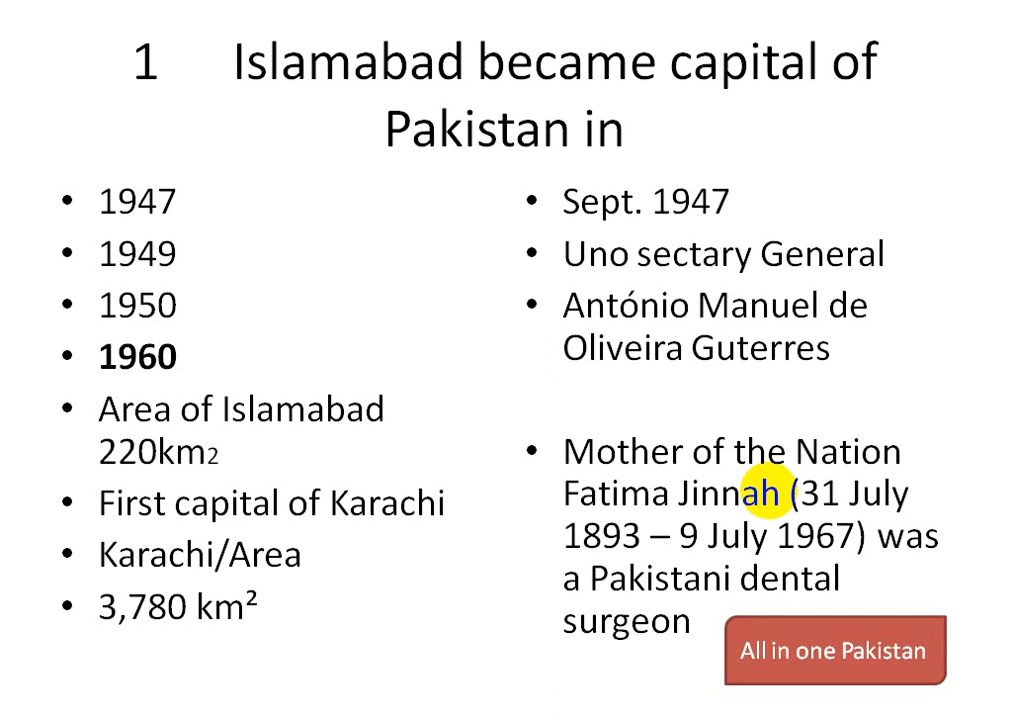 1 Islamabad became capital of
Pakistan in
• 1947
• 1949
• 1950
• 1960
• Area of Islamabad
220km2
• First capital of Karachi
• Karachi/Area
• 3,780 km²
• Sept. 1947
• Uno sectary General
• António Manuel de
Oliveira Guterres
• Mother of the Nation
Fatima Jinnah (31 July
1893 – 9 July 1967) was
a Pakistani dental
surgeon
All in one Pakistan